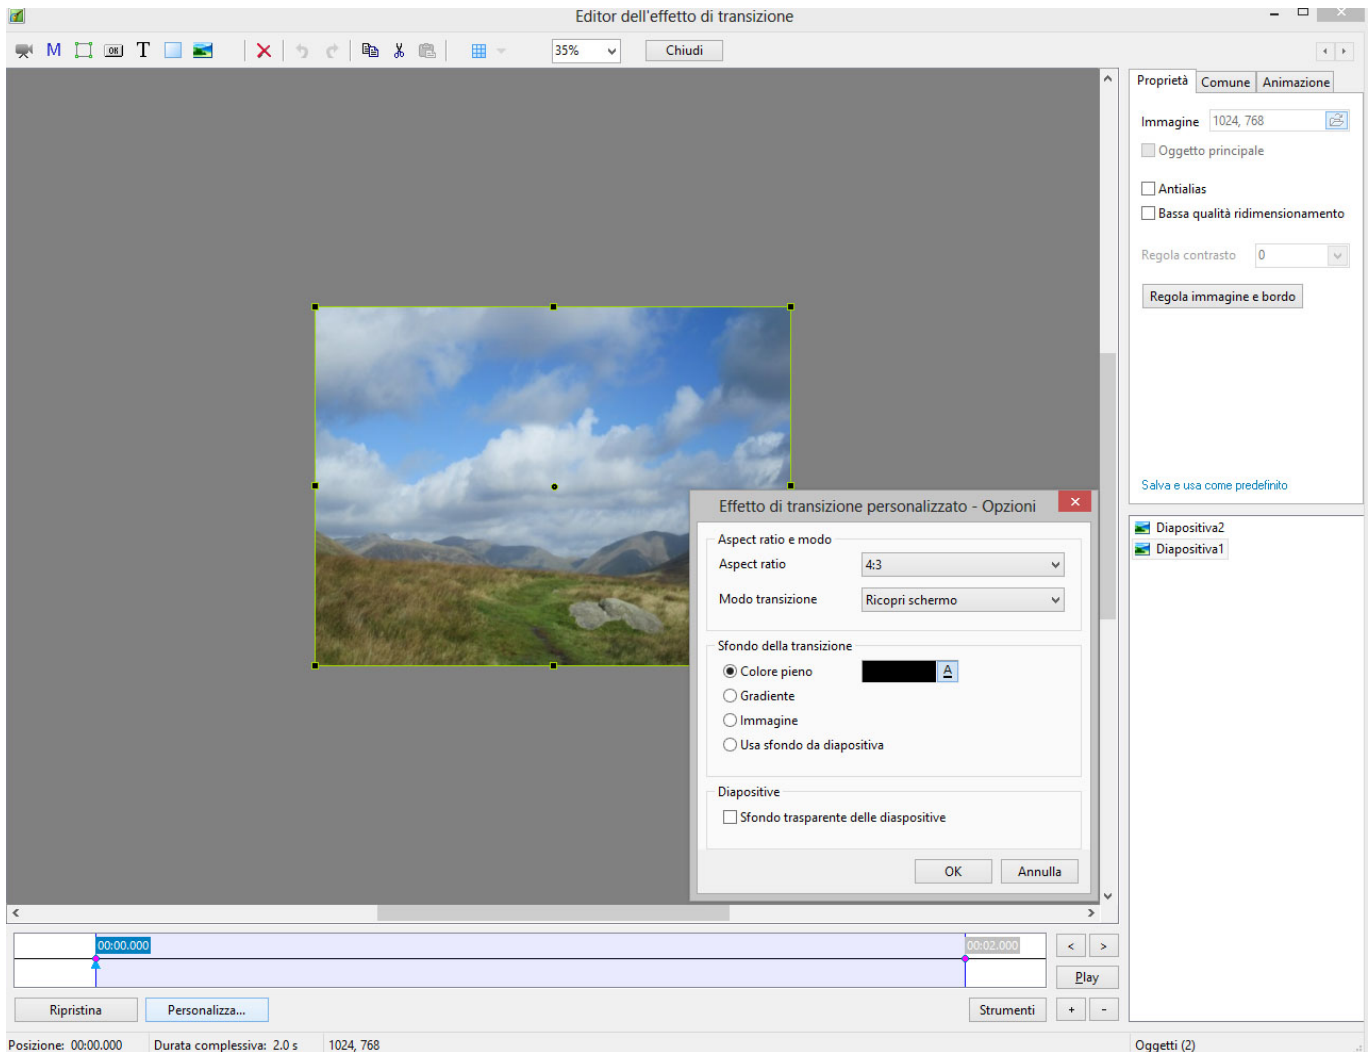 Editor dell'effetto di transizione
M OK T 35% Chiudi
Proprietà Comune Animazione
Immagine 1024, 768
Oggetto principale
Antialias
Bassa qualità ridimensionamento
Regola contrasto 0
Regola immagine e bordo
Salva e usa come predefinito
Diapositiva2
Diapositiva1
Effetto di transizione personalizzato - Opzioni
Aspect ratio e modo
Aspect ratio 4:3
Modo transizione Ricopri schermo
Sfondo della transizione
Colore pieno A
Gradiente
Immagine
Usa sfondo da diapositiva
Diapositive
Sfondo trasparente delle diaspositive
OK Annulla
00:00.000 00:02.000 < >
Play
Ripristina Personalizza... Strumenti + -
Posizione: 00:00.000 Durata complessiva: 2.0 s 1024, 768 Oggetti (2)